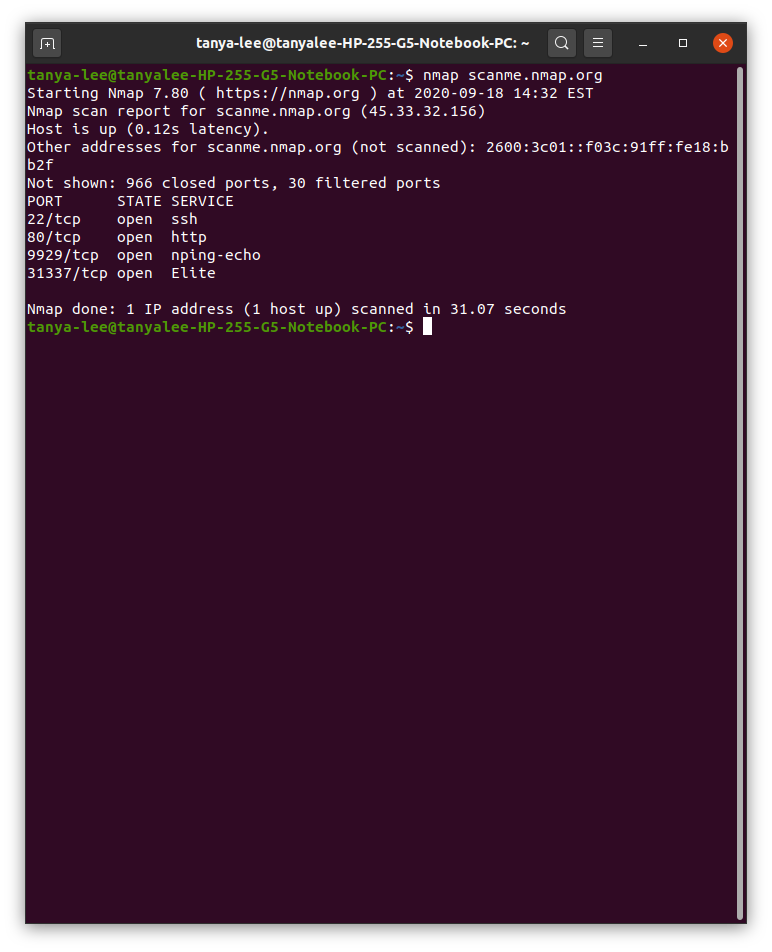 tanya-lee@tanyalee-HP-255-G5-Notebook-PC: ~
tanya-lee@tanyalee-HP-255-G5-Notebook-PC:~$ nmap scanme.nmap.org
Starting Nmap 7.80 ( https://nmap.org ) at 2020-09-18 14:32 EST
Nmap scan report for scanme.nmap.org (45.33.32.156)
Host is up (0.12s latency).
Other addresses for scanme.nmap.org (not scanned): 2600:3c01::f03c:91ff:fe18:b
b2f
Not shown: 966 closed ports, 30 filtered ports
PORT      STATE SERVICE
22/tcp    open  ssh
80/tcp    open  http
9929/tcp  open  nping-echo
31337/tcp open  Elite
Nmap done: 1 IP address (1 host up) scanned in 31.07 seconds
tanya-lee@tanyalee-HP-255-G5-Notebook-PC:~$